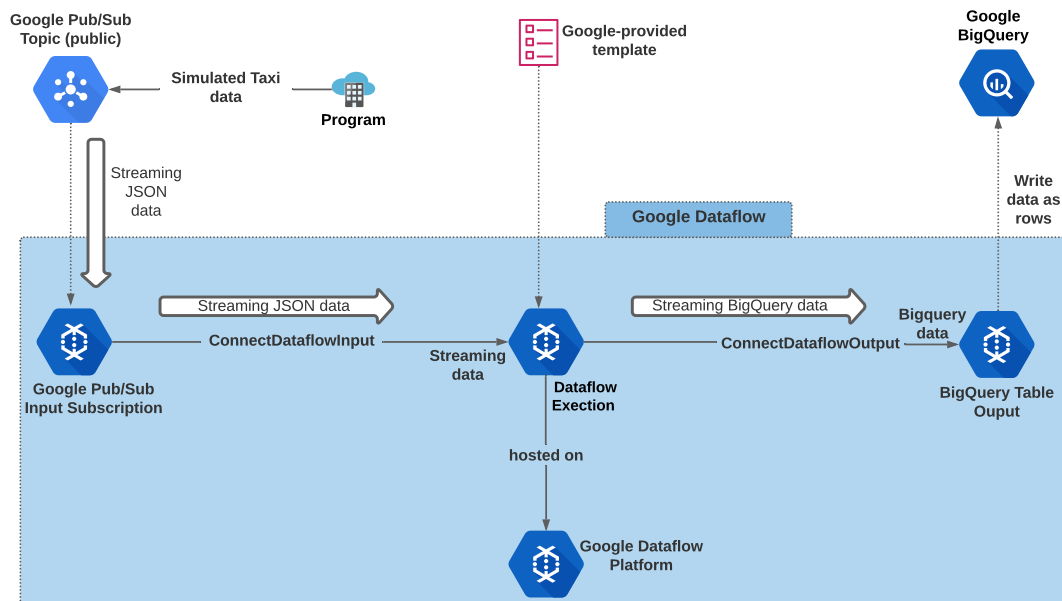 Google Pub/Sub
Topic (public)
Simulated Taxi
data
Program
Google-provided
template
Google
BigQuery
Streaming
JSON
data
Write
data as
rows
Google Dataflow
Streaming JSON data
Streaming BigQuery data
ConnectDataflowInput
Streaming
data
ConnectDataflowOutput
Bigquery
data
Google Pub/Sub
Input Subscription
Dataflow
Exection
BigQuery Table
Ouput
hosted on
Google Dataflow
Platform